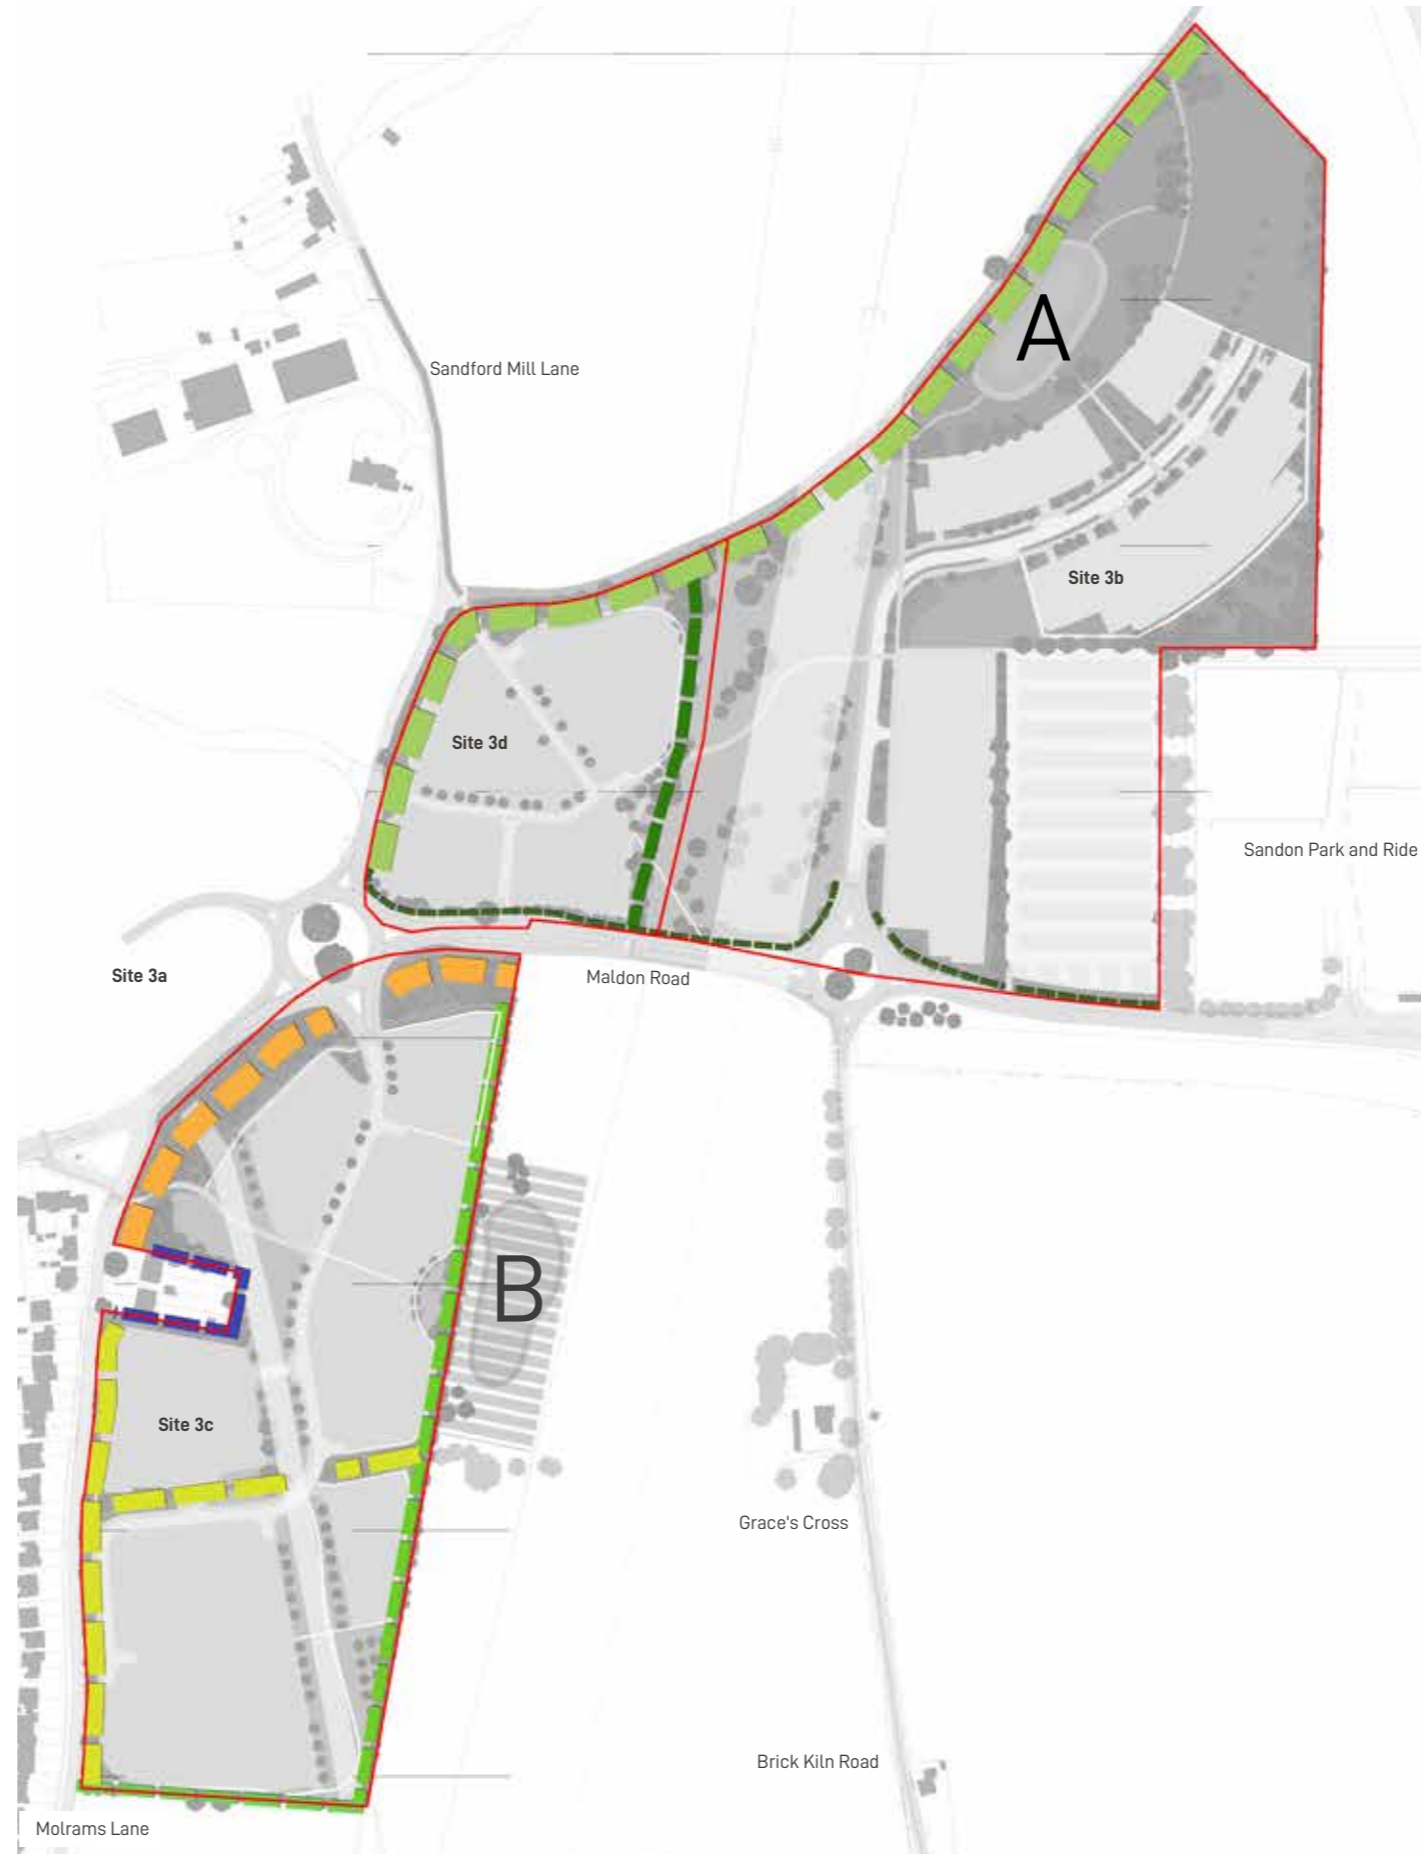 Sandford Mill Lane
A
Site 3b
Site 3d
Sandon Park and Ride
Site 3a
Maldon Road
B
Site 3c
Grace's Cross
Brick Kiln Road
Molrams Lane